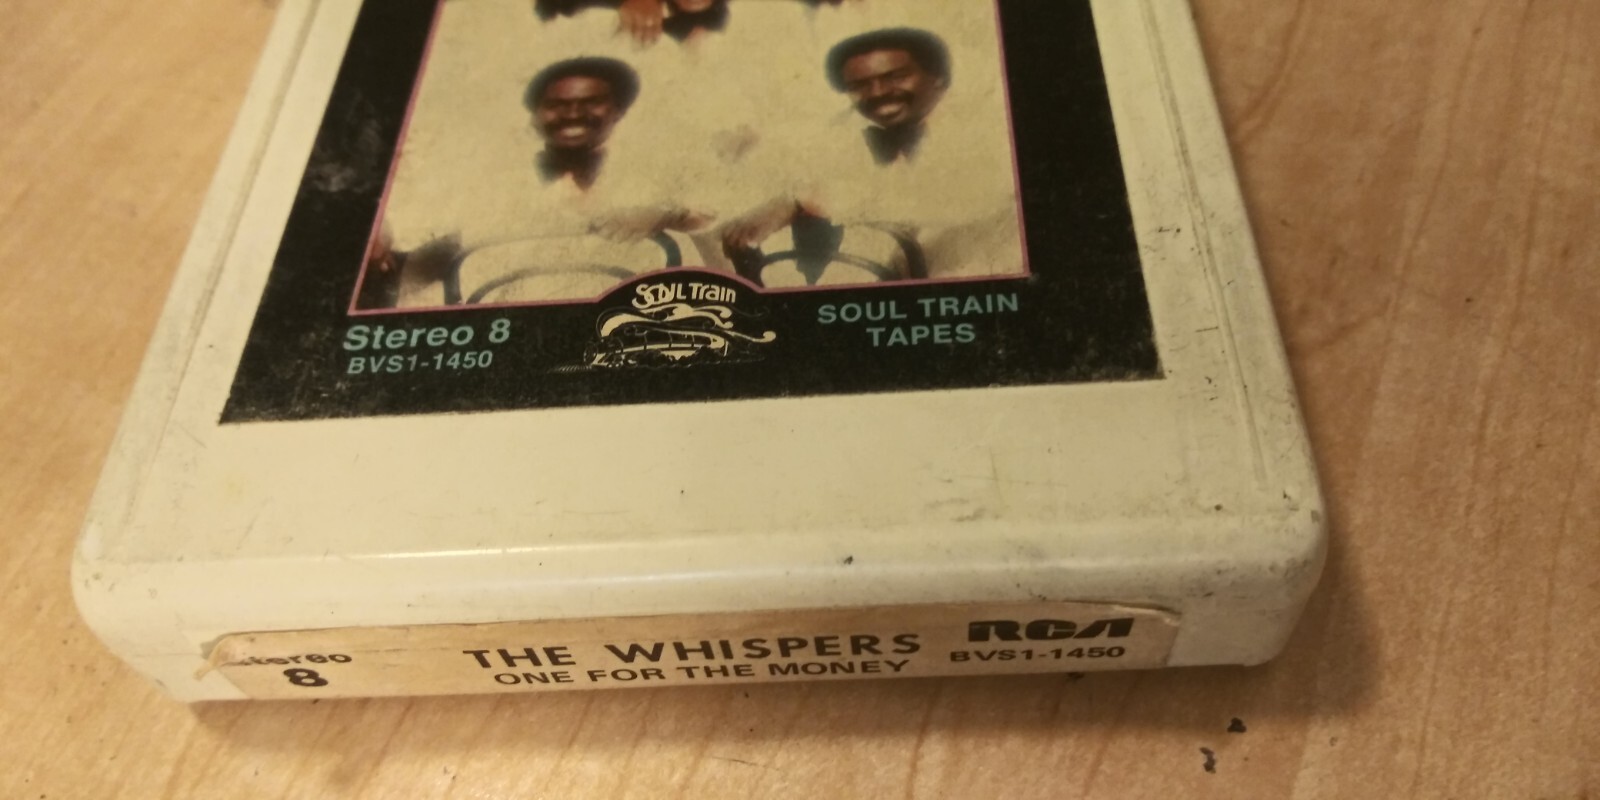 Soul Train
Stereo 8
BVS1-1450
SOUL TRAIN
TAPES
Stereo
8
THE WHISPERS
ONE FOR THE MONEY
RCA
BVS1-1450